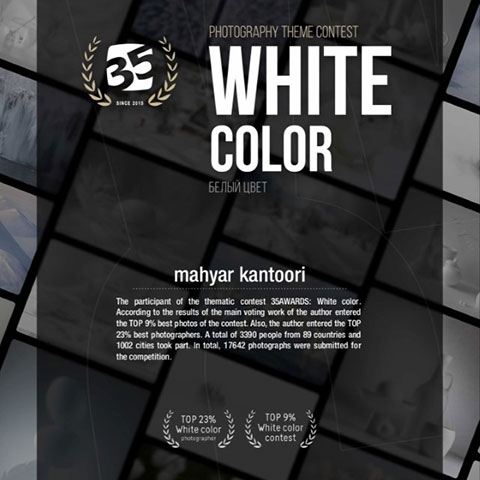 PHOTOGRAPHY THEME CONTEST
35
SINCE 2015
WHITE
COLOR
БЕЛЫЙ ЦВЕТ
mahyar kantoori
The participant of the thematic contest 35AWARDS: White color.
According to the results of the main voting work of the author entered
the TOP 9% best photos of the contest. Also, the author entered the TOP
23% best photographers. A total of 3390 people from 89 countries and
1002 cities took part. In total, 17642 photographs were submitted for
the competition.
TOP 23%
White color
photographer
TOP 9%
White color
contest